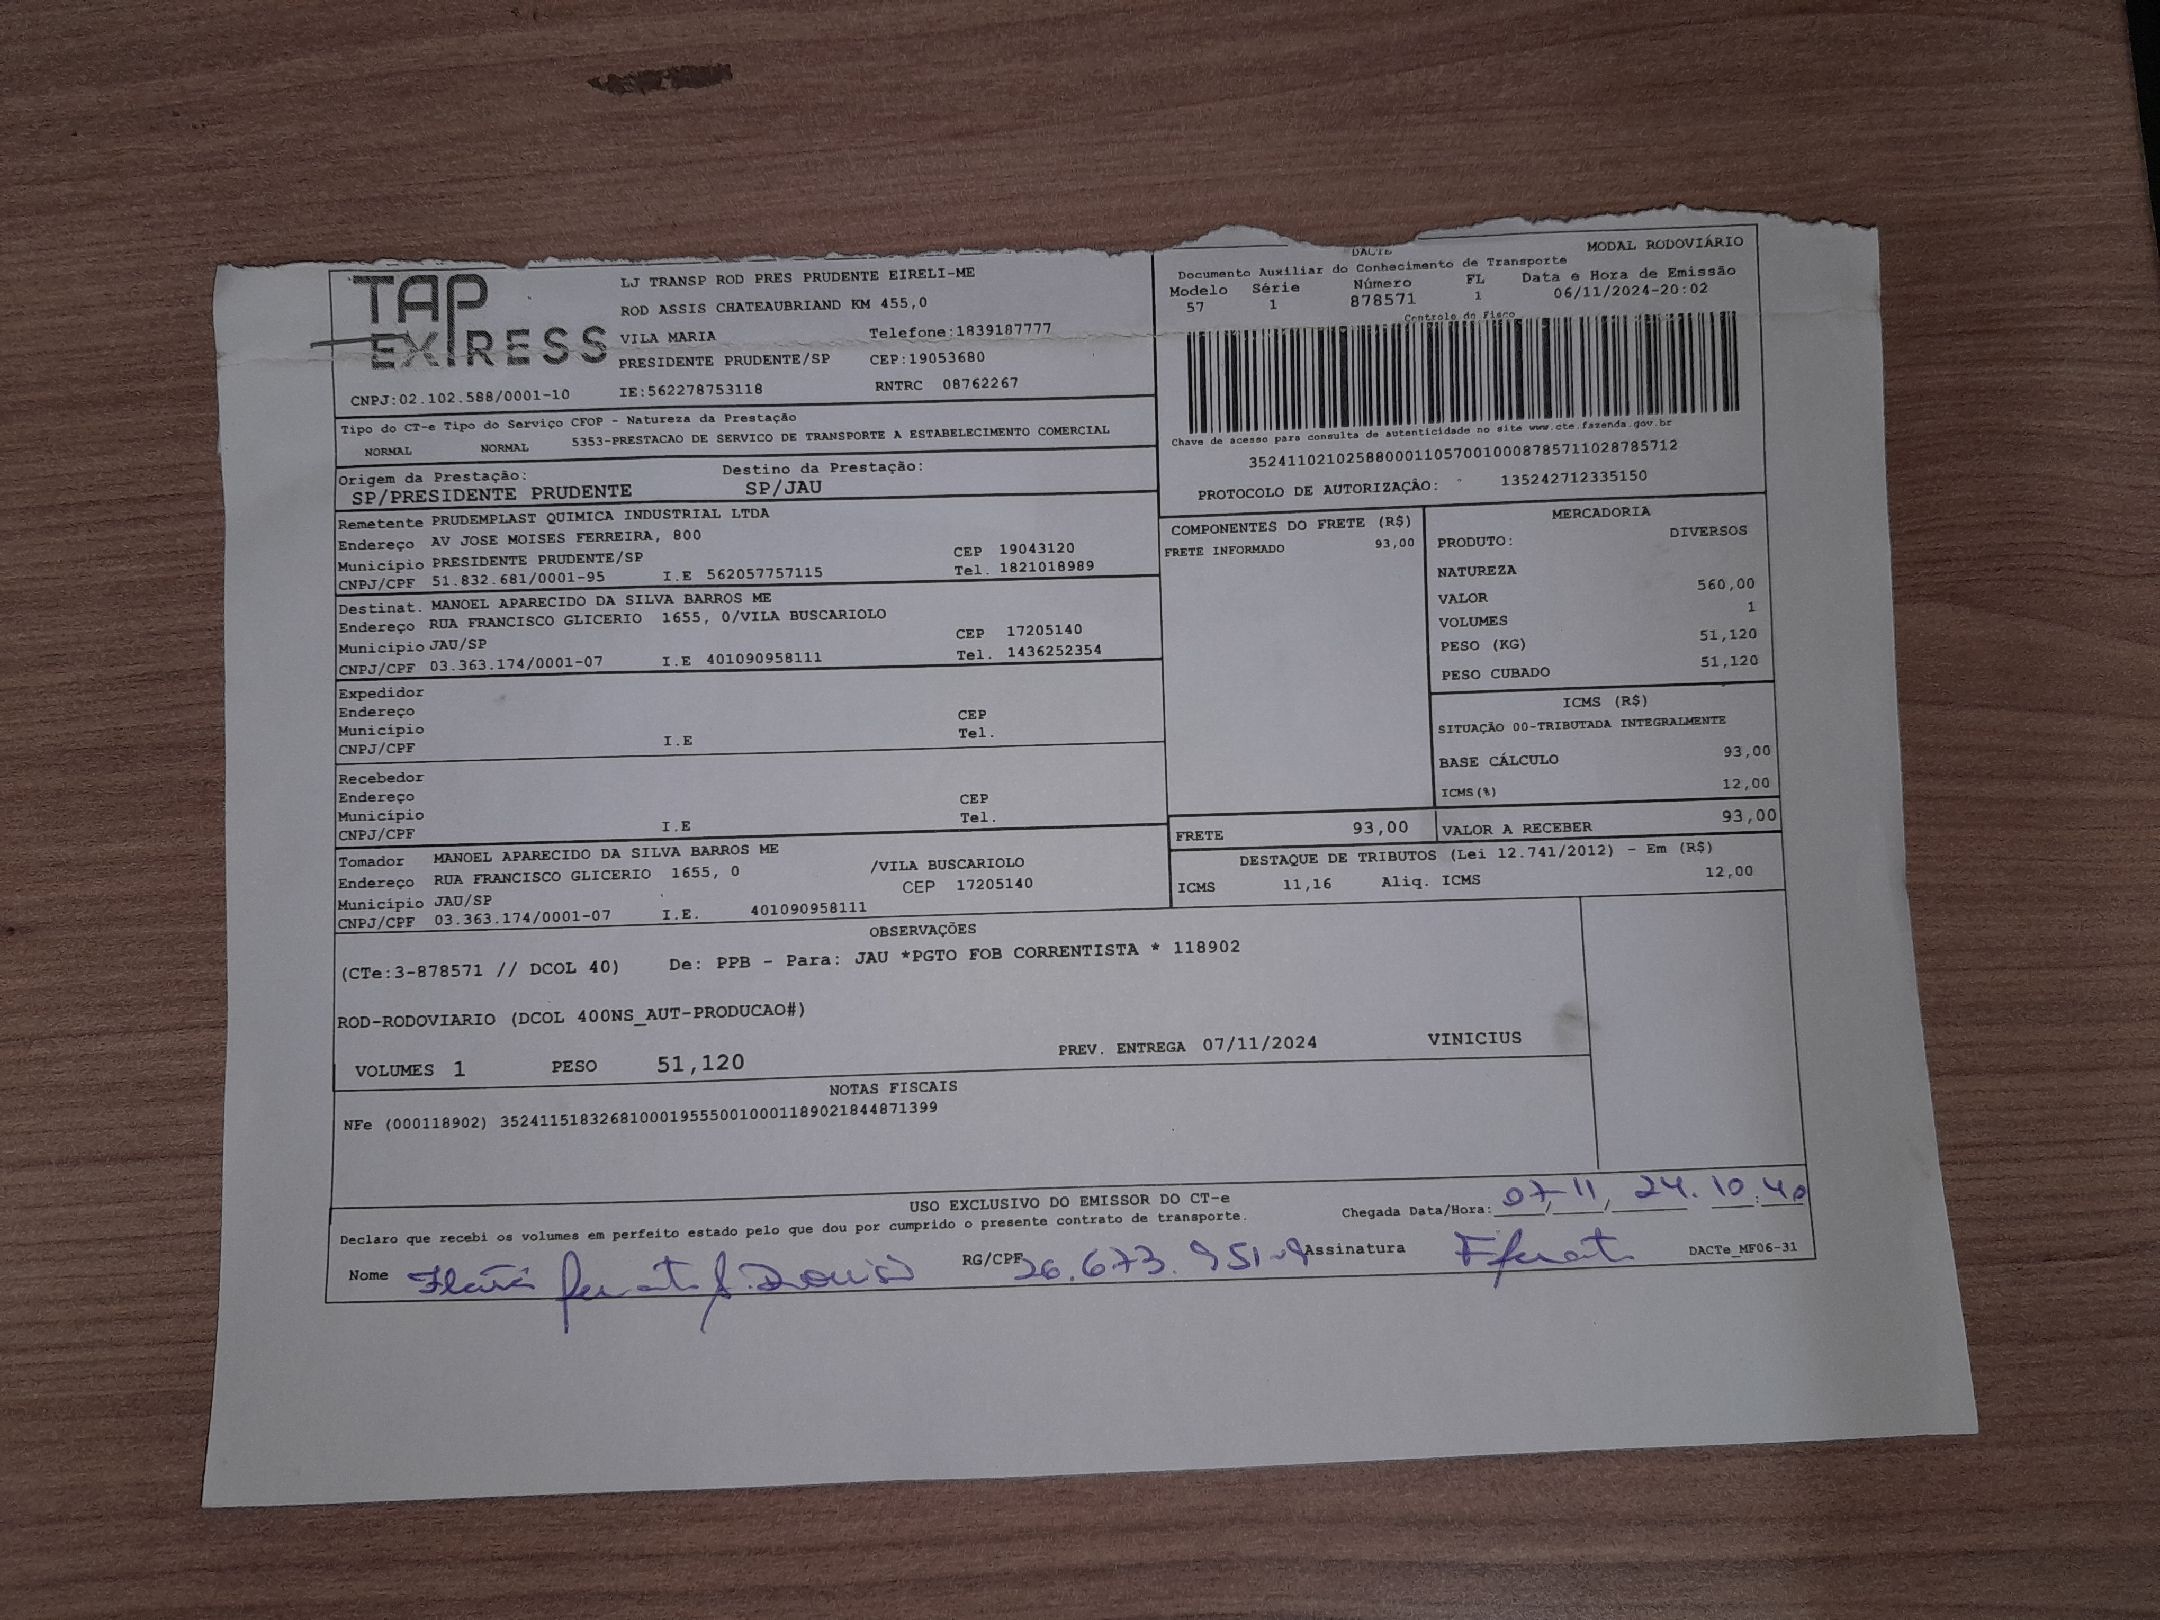 TAP
EXPRESS
CNPJ:02.102.588/0001-10
LJ TRANSP ROD PRES PRUDENTE EIRELI-ME
ROD ASSIS CHATEAUBRIAND KM 455,0
VILA MARIA Telefone:1839187777
PRESIDENTE PRUDENTE/SP CEP:19053680
IE:562278753118 RNTRC 08762267
DACTE MODAL RODOVIÁRIO
Documento Auxiliar do Conhecimento de Transporte
Modelo Série Número FL Data e Hora de Emissão
57 1 878571 1 06/11/2024-20:02
Controle do Fisco
Chave de acesso para consulta de autenticidade no site www.cte.fazenda.gov.br
35241102102588000110570010008785711028785712
PROTOCOLO DE AUTORIZAÇÃO: 135242712335150
Tipo do CT-e Tipo do Serviço CFOP - Natureza da Prestação
NORMAL NORMAL 5353-PRESTACAO DE SERVICO DE TRANSPORTE A ESTABELECIMENTO COMERCIAL
Origem da Prestação: Destino da Prestação:
SP/PRESIDENTE PRUDENTE SP/JAU
Remetente PRUDEMPLAST QUIMICA INDUSTRIAL LTDA
Endereço AV JOSE MOISES FERREIRA, 800
Município PRESIDENTE PRUDENTE/SP CEP 19043120
CNPJ/CPF 51.832.681/0001-95 I.E 562057757115 Tel. 1821018989
Destinat. MANOEL APARECIDO DA SILVA BARROS ME
Endereço RUA FRANCISCO GLICERIO 1655, 0/VILA BUSCARIOLO
Município JAU/SP CEP 17205140
CNPJ/CPF 03.363.174/0001-07 I.E 401090958111 Tel. 1436252354
Expedidor
Endereço CEP
Município Tel.
CNPJ/CPF I.E
Recebedor
Endereço CEP
Município Tel.
CNPJ/CPF I.E
Tomador MANOEL APARECIDO DA SILVA BARROS ME
Endereço RUA FRANCISCO GLICERIO 1655, 0 /VILA BUSCARIOLO
Município JAU/SP CEP 17205140
CNPJ/CPF 03.363.174/0001-07 I.E. 401090958111
COMPONENTES DO FRETE (R$)
FRETE INFORMADO 93,00
MERCADORIA
PRODUTO: DIVERSOS
NATUREZA
VALOR 560,00
VOLUMES 1
PESO (KG) 51,120
PESO CUBADO 51,120
ICMS (R$)
SITUAÇÃO 00-TRIBUTADA INTEGRALMENTE
BASE CÁLCULO 93,00
ICMS(%) 12,00
FRETE 93,00 VALOR A RECEBER 93,00
DESTAQUE DE TRIBUTOS (Lei 12.741/2012) - Em (R$)
ICMS 11,16 Aliq. ICMS 12,00
OBSERVAÇÕES
(CTe:3-878571 // DCOL 40) De: PPB - Para: JAU *PGTO FOB CORRENTISTA * 118902
ROD-RODOVIARIO (DCOL 400NS_AUT-PRODUCAO#)
VOLUMES 1 PESO 51,120 PREV. ENTREGA 07/11/2024 VINICIUS
NOTAS FISCAIS
NFe (000118902) 35241151832681000195550010001189021844871399
USO EXCLUSIVO DO EMISSOR DO CT-e
Declaro que recebi os volumes em perfeito estado pelo que dou por cumprido o presente contrato de transporte. Chegada Data/Hora: 07/11/24. 10:40
Nome RG/CPF 26.673.951-9 Assinatura DACTe_MF06-31